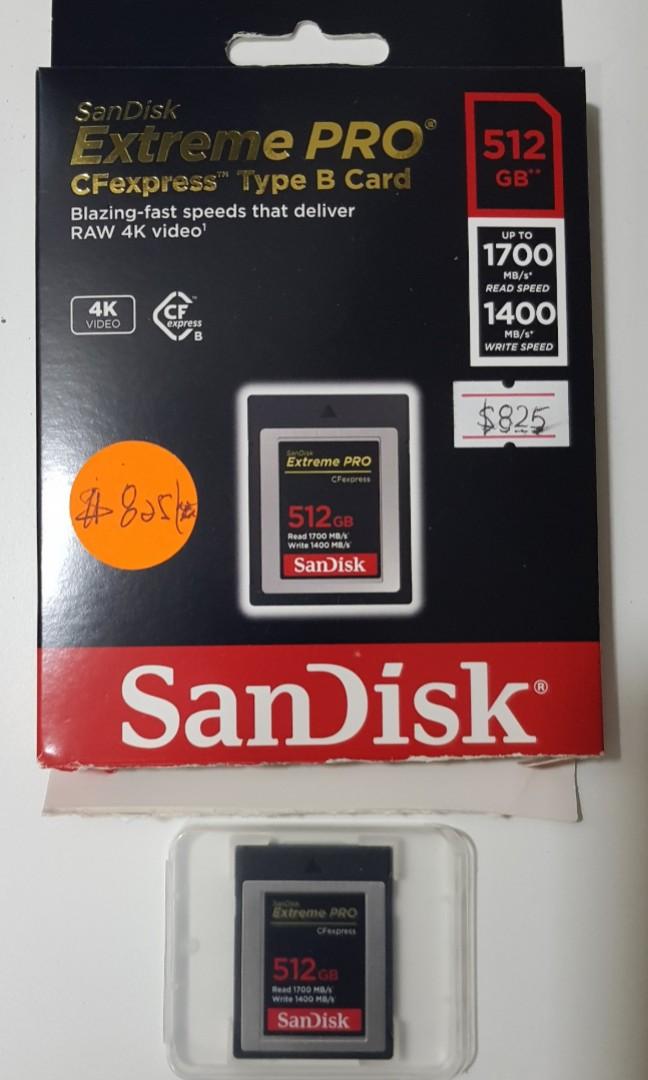 SanDisk
Extreme PRO®
CFexpress™ Type B Card
Blazing-fast speeds that deliver
RAW 4K video¹
512
GB**
UP TO
1700
MB/s*
READ SPEED
1400
MB/s*
WRITE SPEED
4K
VIDEO
CF
express
B
$825
$825/
SanDisk
Extreme PRO
CFexpress
512GB
Read 1700 MB/s*
Write 1400 MB/s*
SanDisk
SanDisk®
SanDisk
Extreme PRO
CFexpress
512GB
Read 1700 MB/s*
Write 1400 MB/s*
SanDisk